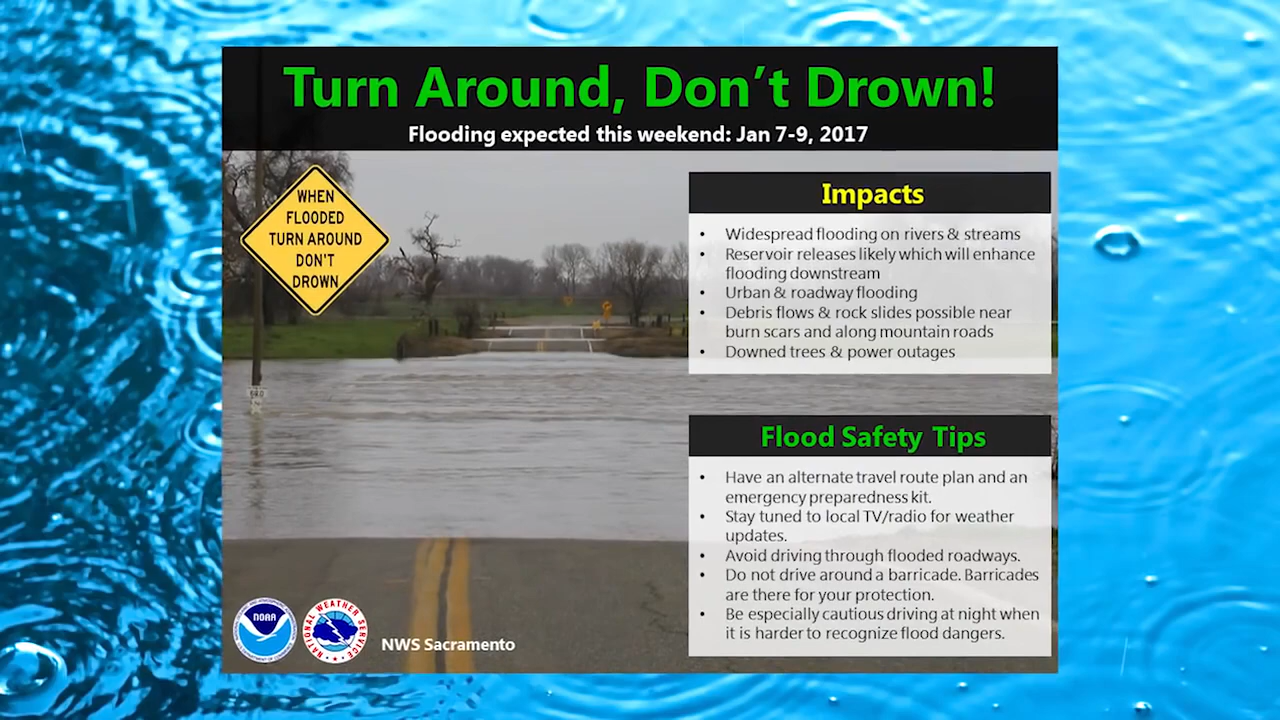 Turn Around, Don't Drown!
Flooding expected this weekend: Jan 7-9, 2017
WHEN
FLOODED
TURN AROUND
DON'T
DROWN
Impacts
• Widespread flooding on rivers & streams
• Reservoir releases likely which will enhance
flooding downstream
• Urban & roadway flooding
• Debris flows & rock slides possible near
burn scars and along mountain roads
• Downed trees & power outages
Flood Safety Tips
• Have an alternate travel route plan and an
emergency preparedness kit.
• Stay tuned to local TV/radio for weather
updates.
• Avoid driving through flooded roadways.
• Do not drive around a barricade. Barricades
are there for your protection.
• Be especially cautious driving at night when
it is harder to recognize flood dangers.
NOAA
NATIONAL WEATHER SERVICE
NWS Sacramento